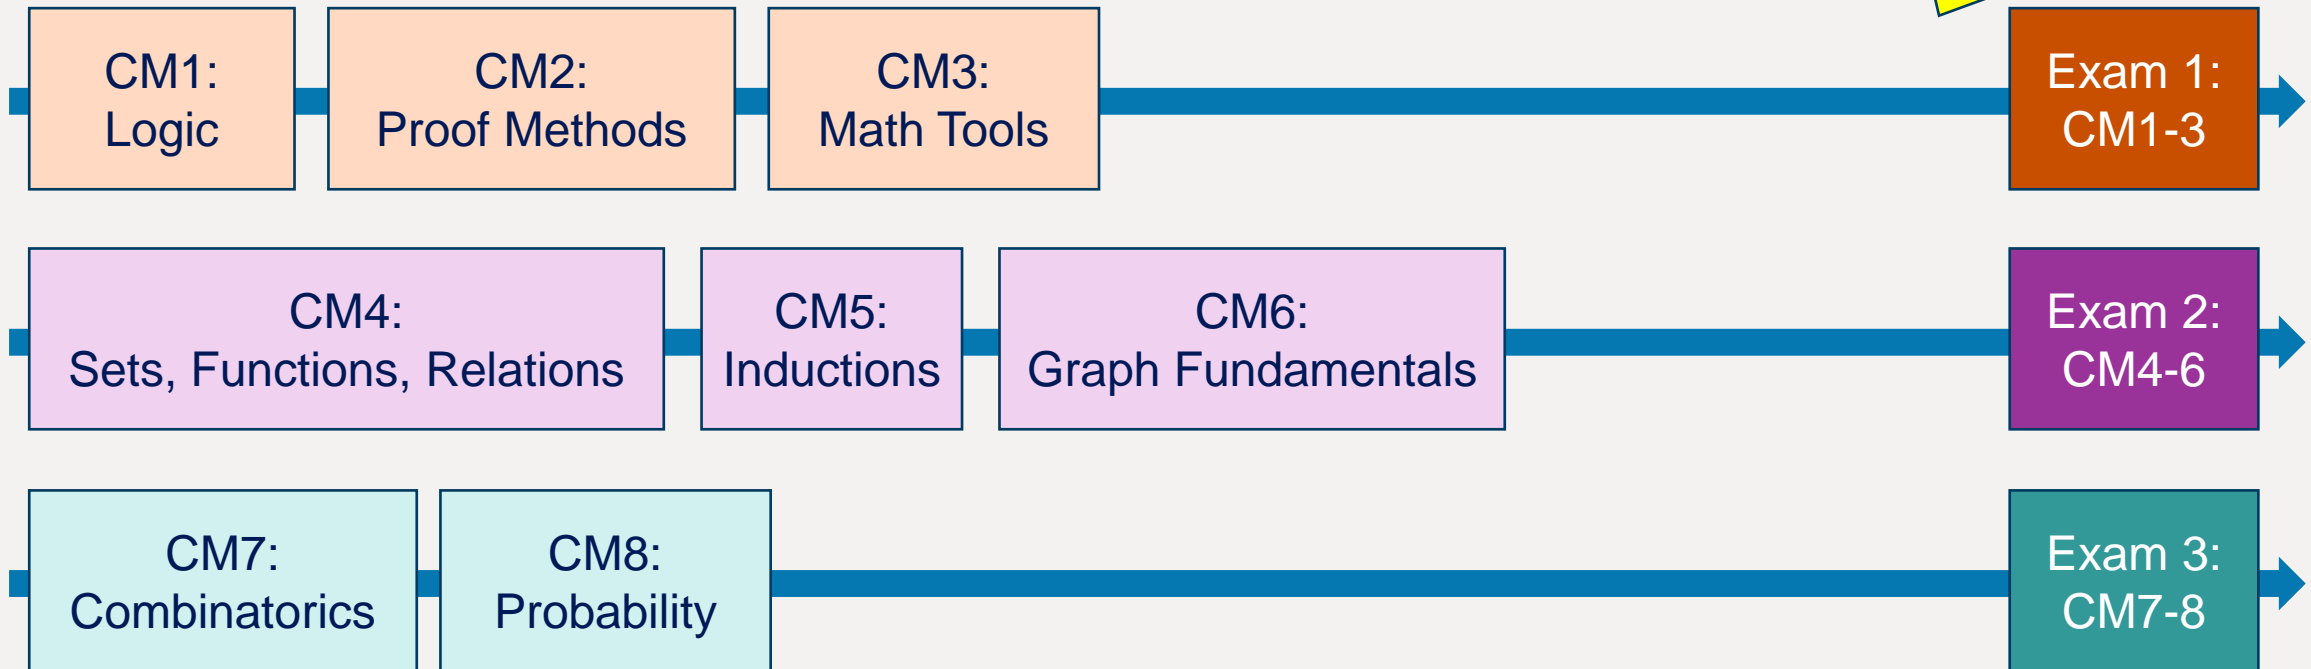 CM1:
Logic
CM2:
Proof Methods
CM3:
Math Tools
Exam 1:
CM1-3
CM4:
Sets, Functions, Relations
CM5:
Inductions
CM6:
Graph Fundamentals
Exam 2:
CM4-6
CM7:
Combinatorics
CM8:
Probability
Exam 3:
CM7-8